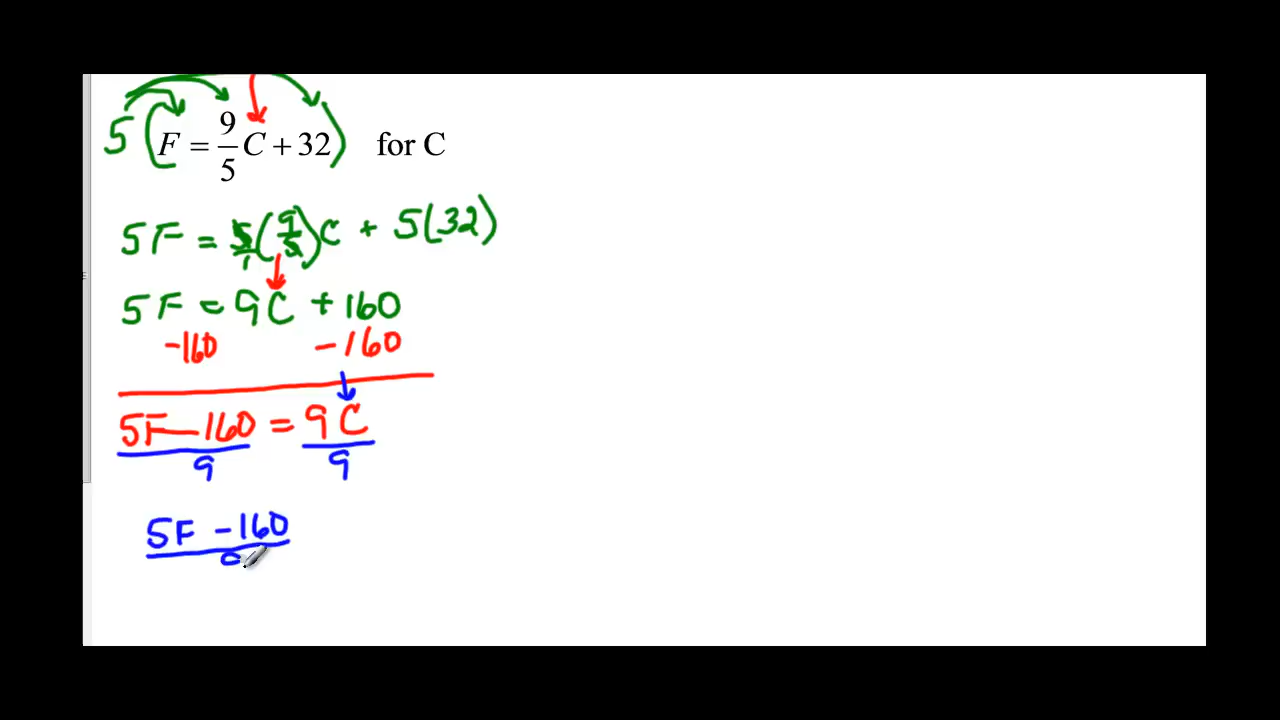 5 ( F = 9/5 C + 32 ) for C
5F = 5/1 ( 9/5 ) C + 5(32)
5F = 9C + 160
-160 - 160
5F - 160 = 9C
9 9
5F - 160